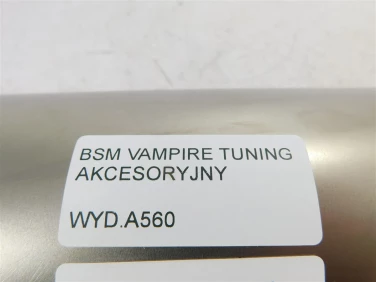 BSM VAMPIRE TUNING
AKCESORYJNY
WYD.A560